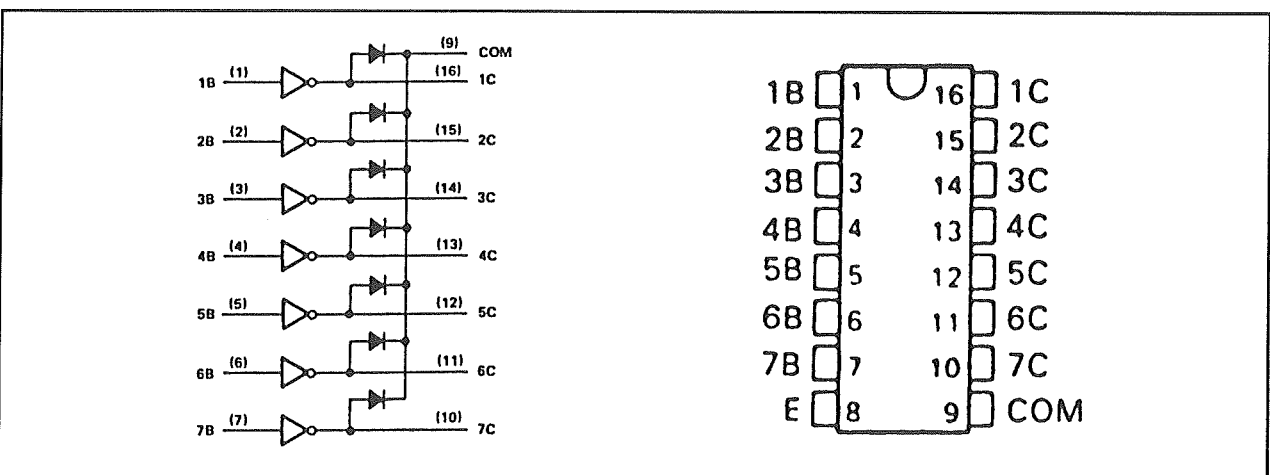 (9) COM
1B (1) (16) 1C
2B (2) (15) 2C
3B (3) (14) 3C
4B (4) (13) 4C
5B (5) (12) 5C
6B (6) (11) 6C
7B (7) (10) 7C
1B 1 16 1C
2B 2 15 2C
3B 3 14 3C
4B 4 13 4C
5B 5 12 5C
6B 6 11 6C
7B 7 10 7C
E 8 9 COM